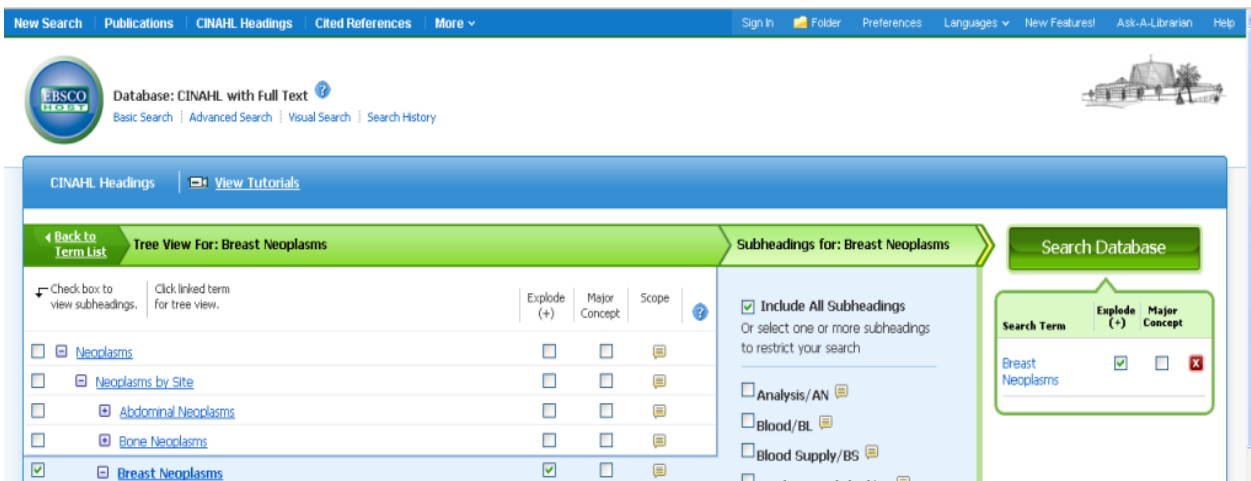 New Search Publications CINAHL Headings Cited References More Sign In Folder Preferences Languages New Features! Ask-A-Librarian Help
EBSCO
HOST
Database: CINAHL with Full Text ?
Basic Search Advanced Search Visual Search Search History
CINAHL Headings View Tutorials
Back to
Term List
Tree View For: Breast Neoplasms
Check box to
view subheadings.
Click linked term
for tree view.
Explode
(+)
Major
Concept
Scope
?
Neoplasms
Neoplasms by Site
Abdominal Neoplasms
Bone Neoplasms
Breast Neoplasms
Subheadings for: Breast Neoplasms
Include All Subheadings
Or select one or more subheadings
to restrict your search
Analysis/AN
Blood/BL
Blood Supply/BS
Search Database
Search Term
Explode
(+)
Major
Concept
Breast
Neoplasms